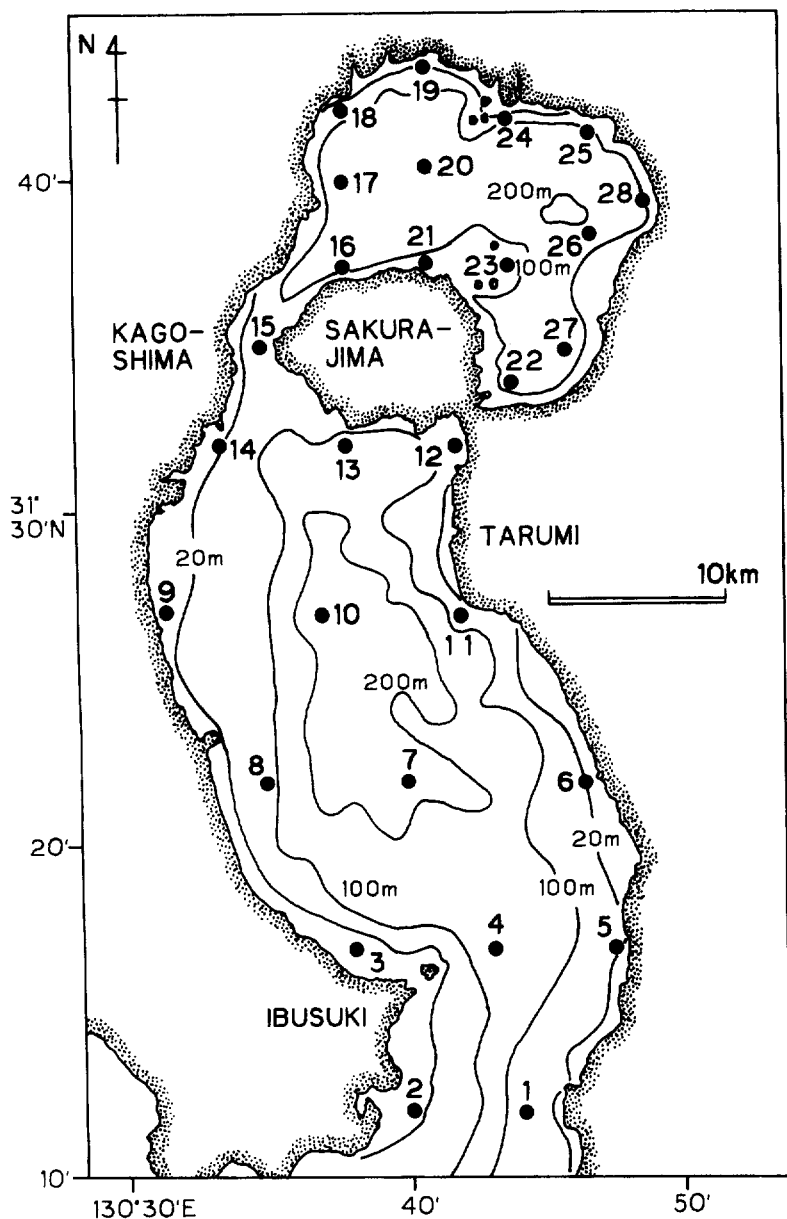 N
19
18
24
25
17
20
40'
200m
28
16
21
26
23
100m
KAGO-
SHIMA
15
SAKURA-
JIMA
27
22
14
13
12
31°
30'N
TARUMI
20m
10km
9
10
11
200m
8
7
6
20'
20m
100m
100m
4
5
3
IBUSUKI
2
1
10'
130°30'E
40'
50'